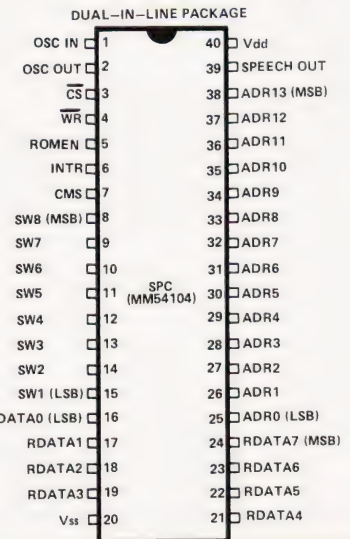 DUAL-IN-LINE PACKAGE
OSC IN 1
OSC OUT 2
CS 3
WR 4
ROMEN 5
INTR 6
CMS 7
SW8 (MSB) 8
SW7 9
SW6 10
SW5 11
SW4 12
SW3 13
SW2 14
SW1 (LSB) 15
DATA0 (LSB) 16
RDATA1 17
RDATA2 18
RDATA3 19
Vss 20
SPC
(MM54104)
40 Vdd
39 SPEECH OUT
38 ADR13 (MSB)
37 ADR12
36 ADR11
35 ADR10
34 ADR9
33 ADR8
32 ADR7
31 ADR6
30 ADR5
29 ADR4
28 ADR3
27 ADR2
26 ADR1
25 ADR0 (LSB)
24 RDATA7 (MSB)
23 RDATA6
22 RDATA5
21 RDATA4